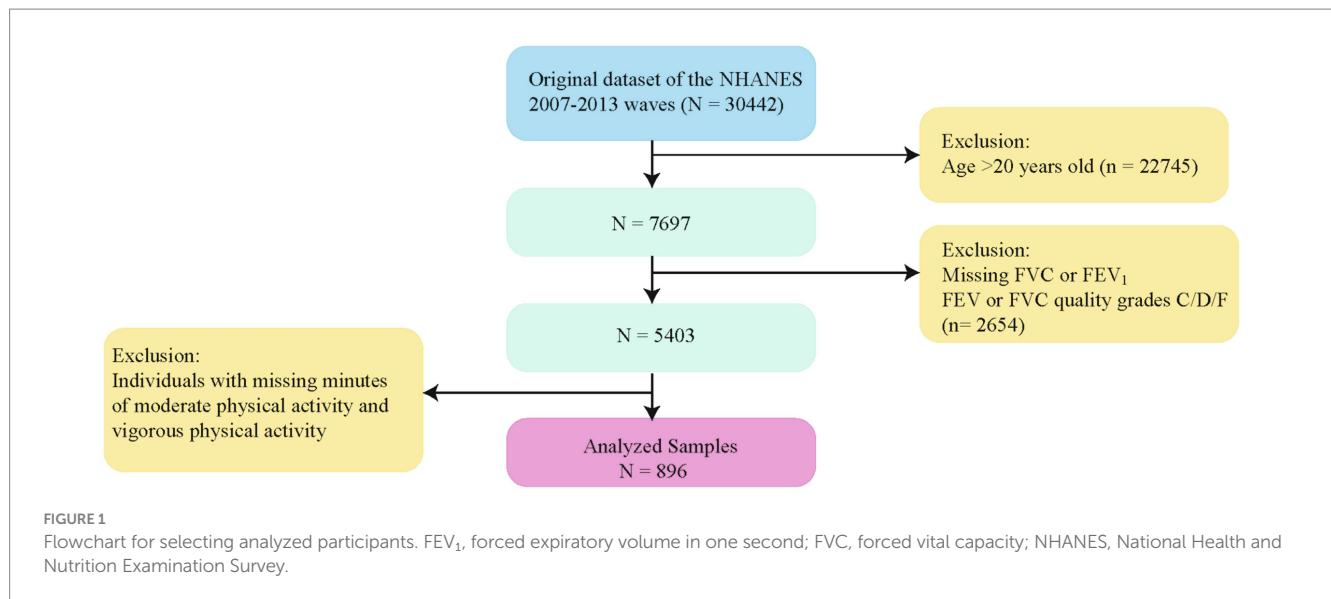 Original dataset of the NHANES
2007-2013 waves (N = 30442)
Exclusion:
Age >20 years old (n = 22745)
N = 7697
Exclusion:
Missing FVC or FEV₁
FEV or FVC quality grades C/D/F
(n= 2654)
N = 5403
Exclusion:
Individuals with missing minutes
of moderate physical activity and
vigorous physical activity
Analyzed Samples
N = 896
FIGURE 1
Flowchart for selecting analyzed participants. FEV₁, forced expiratory volume in one second; FVC, forced vital capacity; NHANES, National Health and
Nutrition Examination Survey.